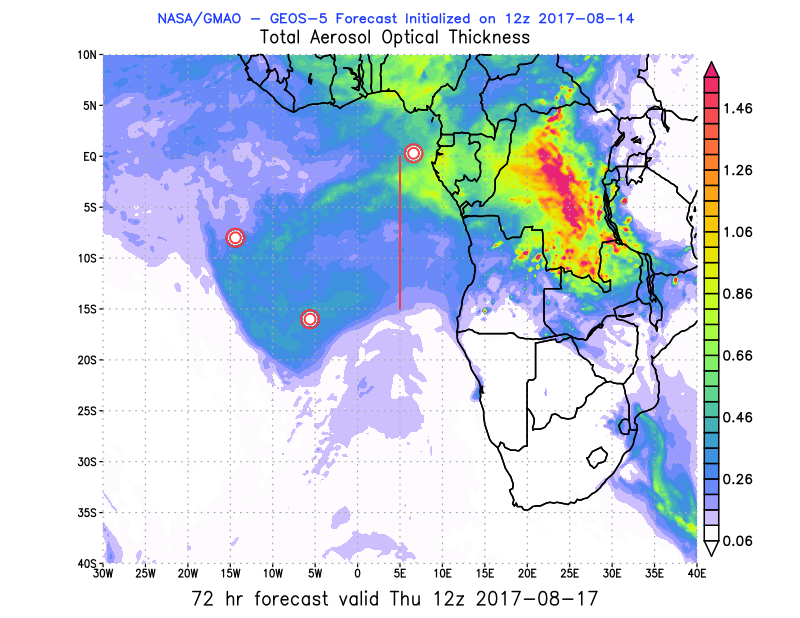 NASA/GMAO - GEOS-5 Forecast Initialized on 12z 2017-08-14
Total Aerosol Optical Thickness
10N
5N
EQ
5S
10S
15S
20S
25S
30S
35S
40S
30W 25W 20W 15W 10W 5W 0 5E 10E 15E 20E 25E 30E 35E 40E
1.46
1.26
1.06
0.86
0.66
0.46
0.26
0.06
72 hr forecast valid Thu 12z 2017-08-17